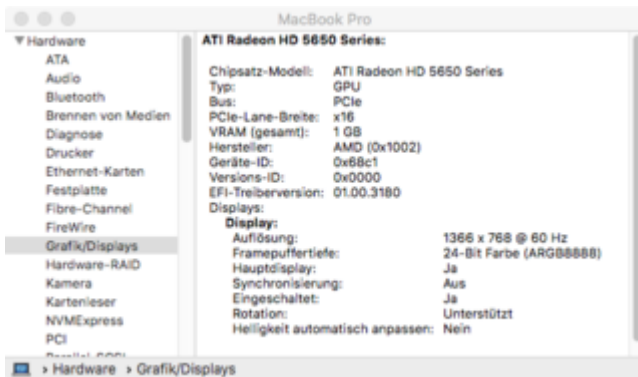 MacBook Pro
Hardware
ATA
Audio
Bluetooth
Brennen von Medien
Diagnose
Drucker
Ethernet-Karten
Festplatte
Fibre-Channel
FireWire
Grafik/Displays
Hardware-RAID
Kamera
Kartenleser
NVMExpress
PCI
ATI Radeon HD 5650 Series:
Chipsatz-Modell: ATI Radeon HD 5650 Series
Typ: GPU
Bus: PCIe
PCIe-Lane-Breite: x16
VRAM (gesamt): 1 GB
Hersteller: AMD (0x1002)
Geräte-ID: 0x68c1
Versions-ID: 0x0000
EFI-Treiberversion: 01.00.3180
Displays:
Display:
Auflösung: 1366 x 768 @ 60 Hz
Framepuffertiefe: 24-Bit Farbe (ARGB8888)
Hauptdisplay: Ja
Synchronisierung: Aus
Eingeschaltet: Ja
Rotation: Unterstützt
Helligkeit automatisch anpassen: Nein
Hardware › Grafik/Displays